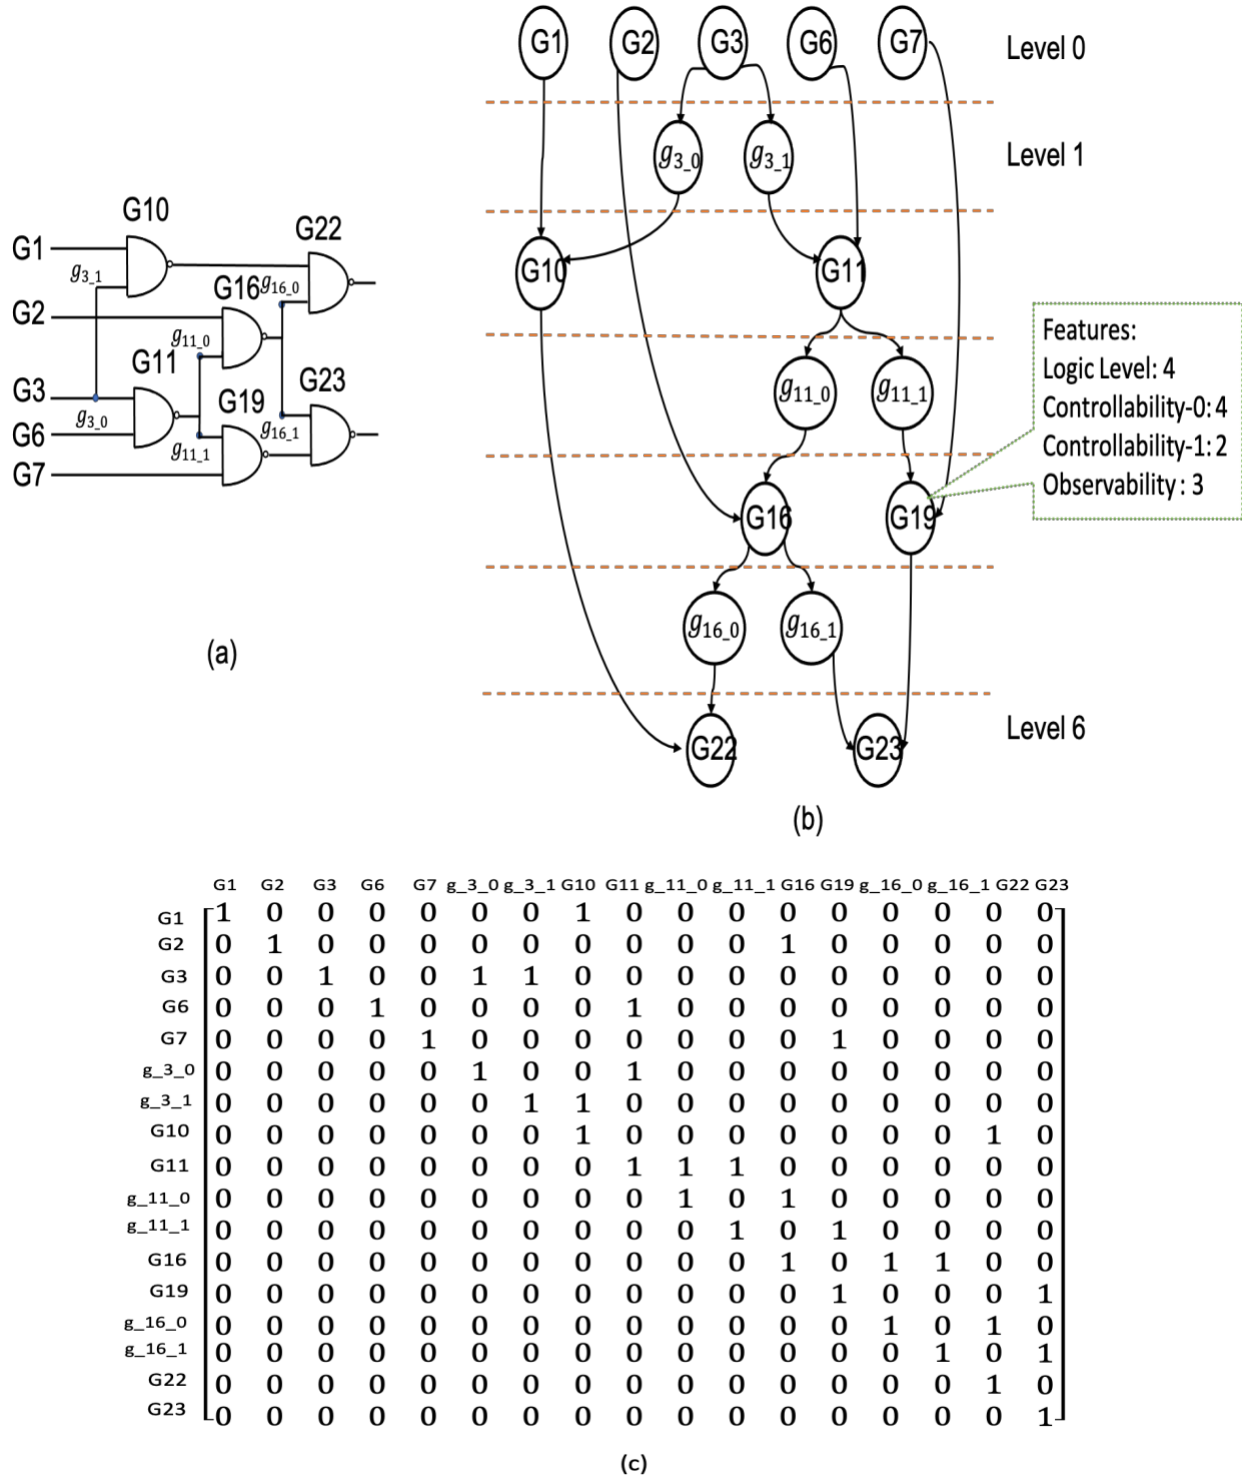 G1
G2
G3
G6
G7
Level 0
g3_0
g3_1
Level 1
G10
G11
g11_0
g11_1
G16
G19
g16_0
g16_1
G22
G23
Level 6
Features:
Logic Level: 4
Controllability-0: 4
Controllability-1: 2
Observability : 3
(b)
G10
G22
G1
g3_1
G16
g16_0
G2
g11_0
G11
G3
G23
g3_0
G19
G6
g16_1
g11_1
G7
(a)
G1 G2 G3 G6 G7 g_3_0 g_3_1 G10 G11 g_11_0 g_11_1 G16 G19 g_16_0 g_16_1 G22 G23
G1 1 0 0 0 0 0 0 1 0 0 0 0 0 0 0 0 0
G2 0 1 0 0 0 0 0 0 0 0 0 1 0 0 0 0 0
G3 0 0 1 0 0 1 1 0 0 0 0 0 0 0 0 0 0
G6 0 0 0 1 0 0 0 0 1 0 0 0 0 0 0 0 0
G7 0 0 0 0 1 0 0 0 0 0 0 0 1 0 0 0 0
g_3_0 0 0 0 0 0 1 0 0 1 0 0 0 0 0 0 0 0
g_3_1 0 0 0 0 0 0 1 1 0 0 0 0 0 0 0 0 0
G10 0 0 0 0 0 0 0 1 0 0 0 0 0 0 0 1 0
G11 0 0 0 0 0 0 0 0 1 1 1 0 0 0 0 0 0
g_11_0 0 0 0 0 0 0 0 0 0 1 0 1 0 0 0 0 0
g_11_1 0 0 0 0 0 0 0 0 0 0 1 0 1 0 0 0 0
G16 0 0 0 0 0 0 0 0 0 0 0 1 0 1 1 0 0
G19 0 0 0 0 0 0 0 0 0 0 0 0 1 0 0 0 1
g_16_0 0 0 0 0 0 0 0 0 0 0 0 0 0 1 0 1 0
g_16_1 0 0 0 0 0 0 0 0 0 0 0 0 0 0 1 0 1
G22 0 0 0 0 0 0 0 0 0 0 0 0 0 0 0 1 0
G23 0 0 0 0 0 0 0 0 0 0 0 0 0 0 0 0 1
(c)